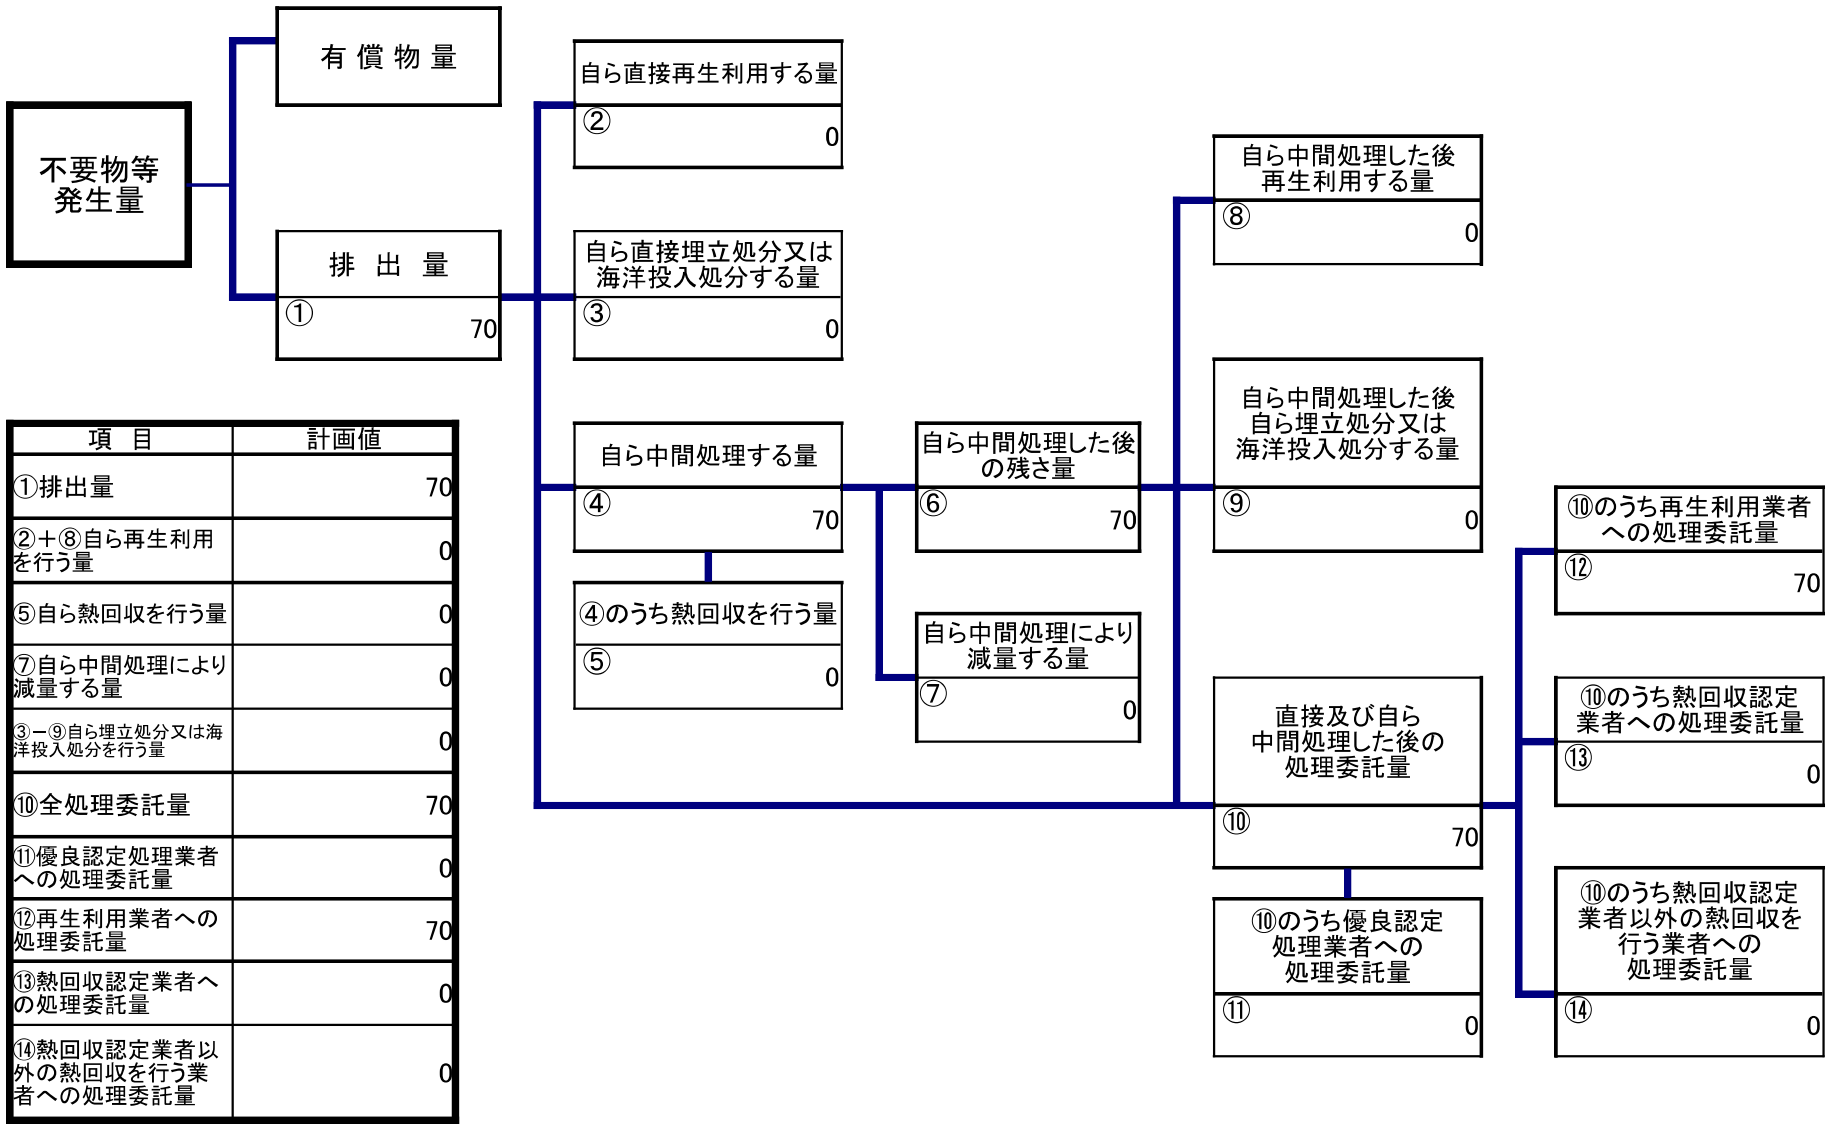 有償物量
不要物等
発生量
排出量
①
70
自ら直接再生利用する量
②
0
自ら直接埋立処分又は
海洋投入処分する量
③
0
自ら中間処理する量
④
70
④のうち熱回収を行う量
⑤
0
自ら中間処理した後
の残さ量
⑥
70
自ら中間処理により
減量する量
⑦
0
自ら中間処理した後
再生利用する量
⑧
0
自ら中間処理した後
自ら埋立処分又は
海洋投入処分する量
⑨
0
直接及び自ら
中間処理した後の
処理委託量
⑩
70
⑩のうち優良認定
処理業者への
処理委託量
⑪
0
⑩のうち再生利用業者
への処理委託量
⑫
70
⑩のうち熱回収認定
業者への処理委託量
⑬
0
⑩のうち熱回収認定
業者以外の熱回収を
行う業者への
処理委託量
⑭
0
項目 計画値
①排出量 70
②＋⑧自ら再生利用
を行う量 0
⑤自ら熱回収を行う量 0
⑦自ら中間処理により
減量する量 0
③－⑨自ら埋立処分又は海
洋投入処分を行う量 0
⑩全処理委託量 70
⑪優良認定処理業者
への処理委託量 0
⑫再生利用業者への
処理委託量 70
⑬熱回収認定業者へ
の処理委託量 0
⑭熱回収認定業者以
外の熱回収を行う業
者への処理委託量 0